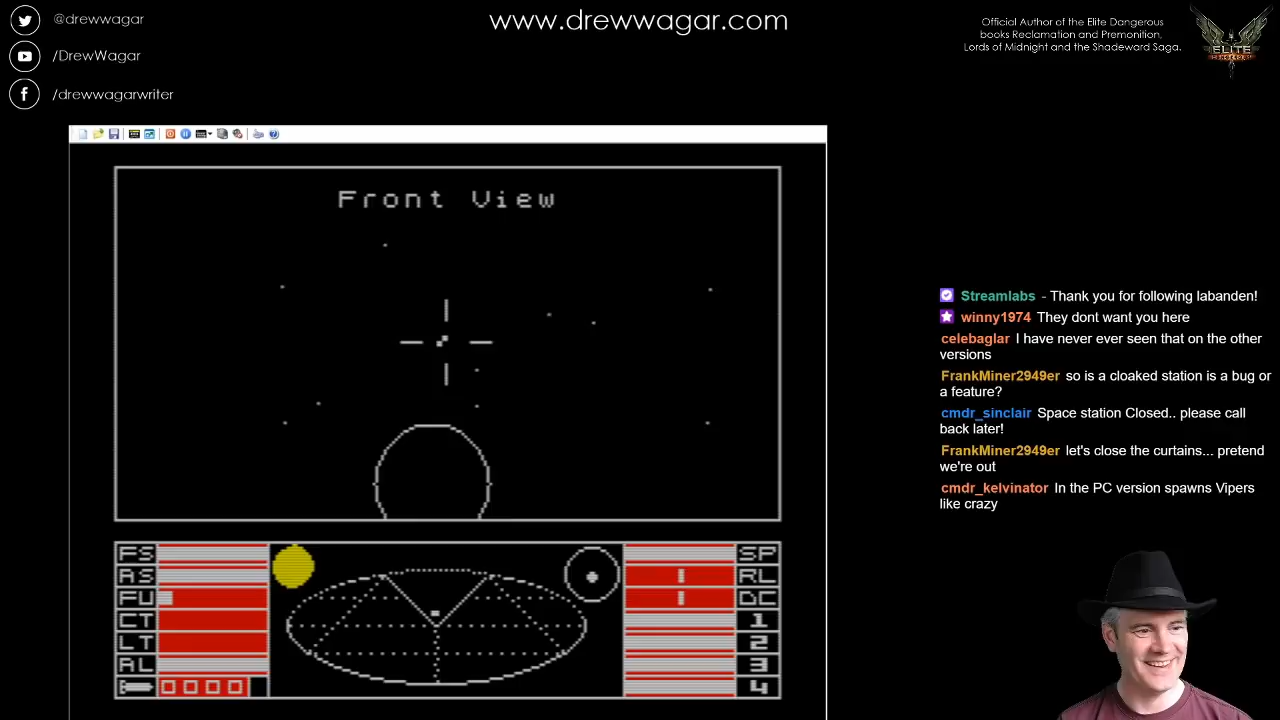 @drewwagar
/DrewWagar
/drewwagarwriter
www.drewwagar.com
Official Author of the Elite Dangerous
books Reclamation and Premonition,
Lords of Midnight and the Shadeward Saga.
ELITE
DANGEROUS
Front View
FS
AS
FU
CT
LT
AL
0000
SP
RL
DC
1
2
3
4
Streamlabs - Thank you for following labanden!
winny1974 They dont want you here
celebaglar I have never ever seen that on the other
versions
FrankMiner2949er so is a cloaked station is a bug or
a feature?
cmdr_sinclair Space station Closed.. please call
back later!
FrankMiner2949er let's close the curtains... pretend
we're out
cmdr_kelvinator In the PC version spawns Vipers
like crazy